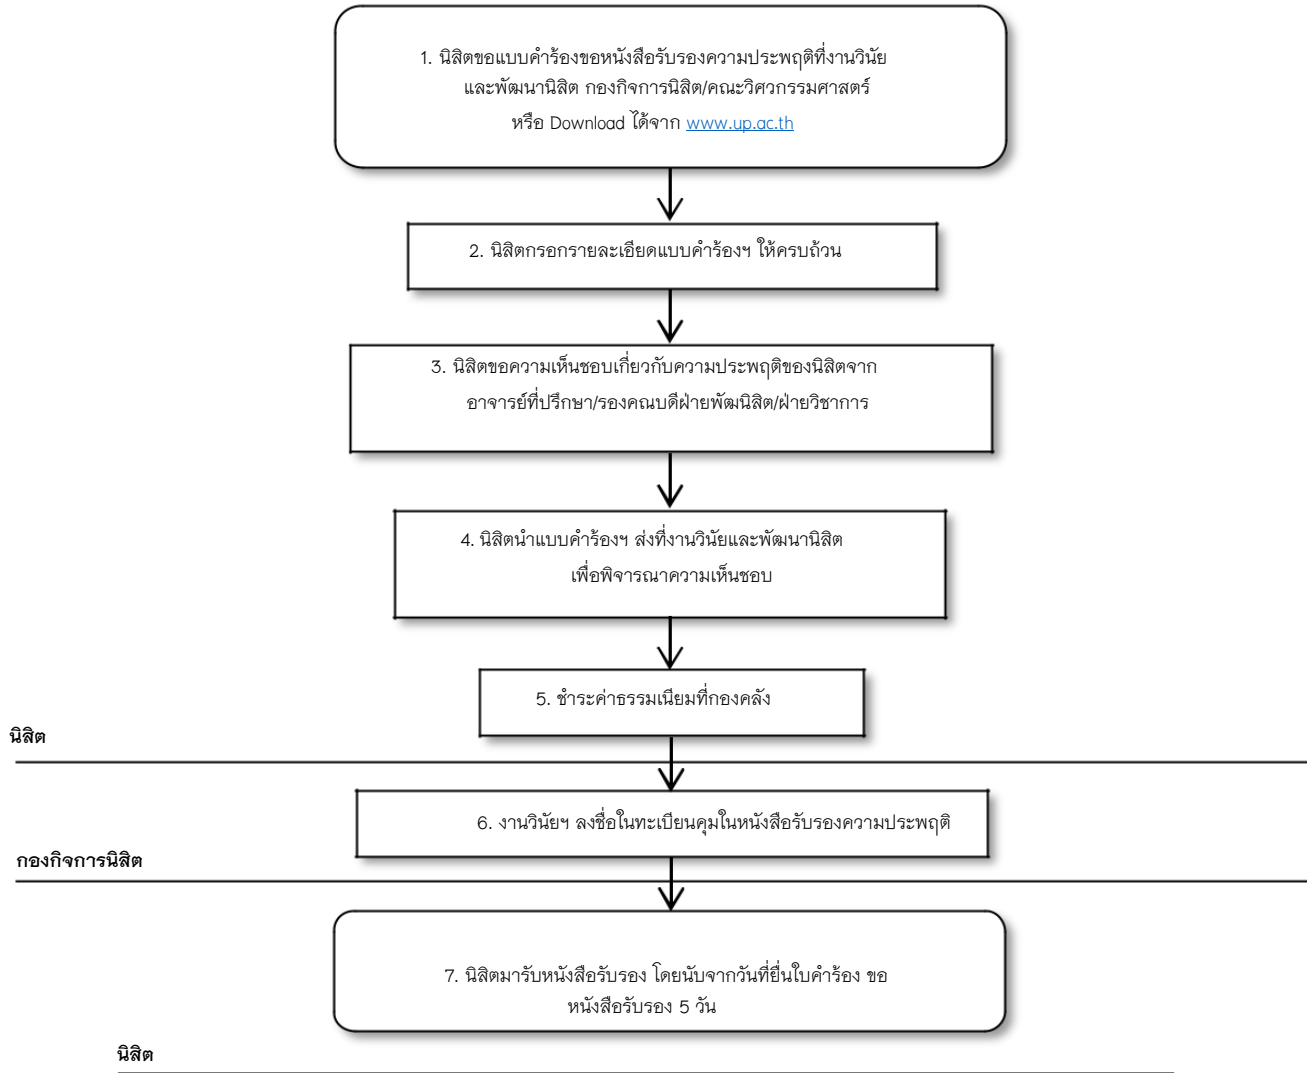 1. นิสิตขอแบบคำร้องขอหนังสือรับรองความประพฤติที่งานวินัย
และพัฒนานิสิต กองกิจการนิสิต/คณะวิศวกรรมศาสตร์
หรือ Download ได้จาก www.up.ac.th
2. นิสิตกรอกรายละเอียดแบบคำร้องฯ ให้ครบถ้วน
3. นิสิตขอความเห็นชอบเกี่ยวกับความประพฤติของนิสิตจาก
อาจารย์ที่ปรึกษา/รองคณบดีฝ่ายพัฒนิสิต/ฝ่ายวิชาการ
4. นิสิตนำแบบคำร้องฯ ส่งที่งานวินัยและพัฒนานิสิต
เพื่อพิจารณาความเห็นชอบ
5. ชำระค่าธรรมเนียมที่กองคลัง
นิสิต
6. งานวินัยฯ ลงชื่อในทะเบียนคุมในหนังสือรับรองความประพฤติ
กองกิจการนิสิต
7. นิสิตมารับหนังสือรับรอง โดยนับจากวันที่ยื่นใบคำร้อง ขอ
หนังสือรับรอง 5 วัน
นิสิต